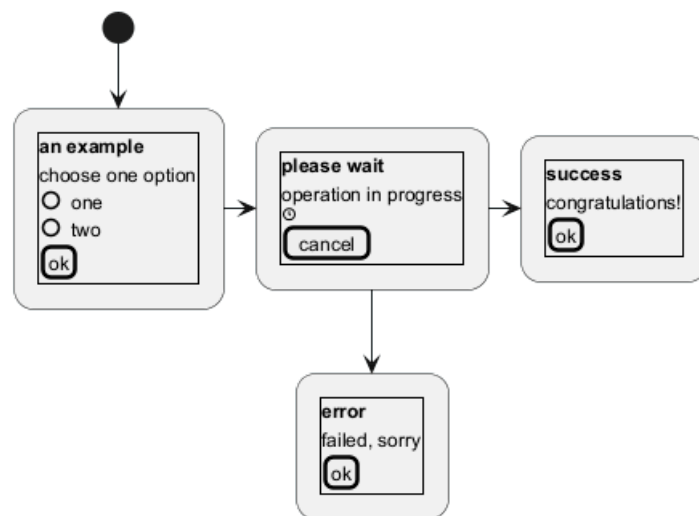 an example
choose one option
one
two
ok
please wait
operation in progress
cancel
success
congratulations!
ok
error
failed, sorry
ok